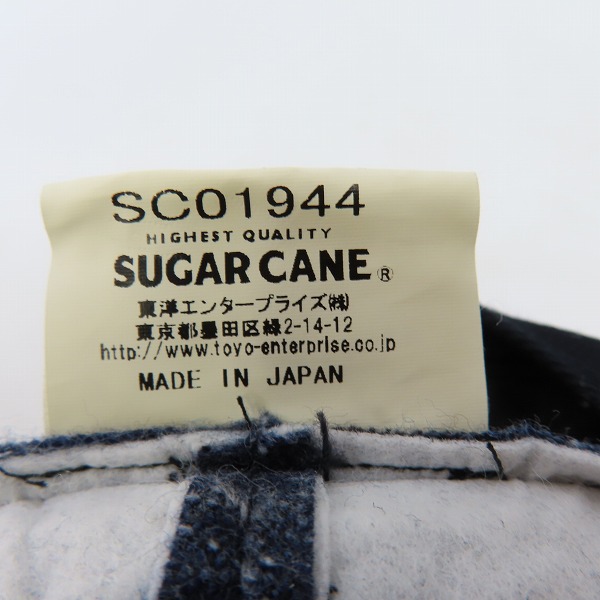 SC01944
HIGHEST QUALITY
SUGAR CANE®
東洋エンタープライズ㈱
東京都墨田区緑2-14-12
http://www.toyo-enterprise.co.jp
MADE IN JAPAN